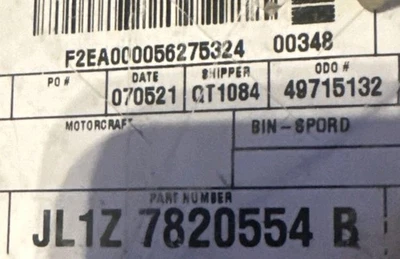 F2EA000056275324 00348
PO # DATE SHIPPER ODO #
070521 QT1084 49715132
MOTORCRAFT BIN-SPORD
PART NUMBER
JL1Z 7820554 B